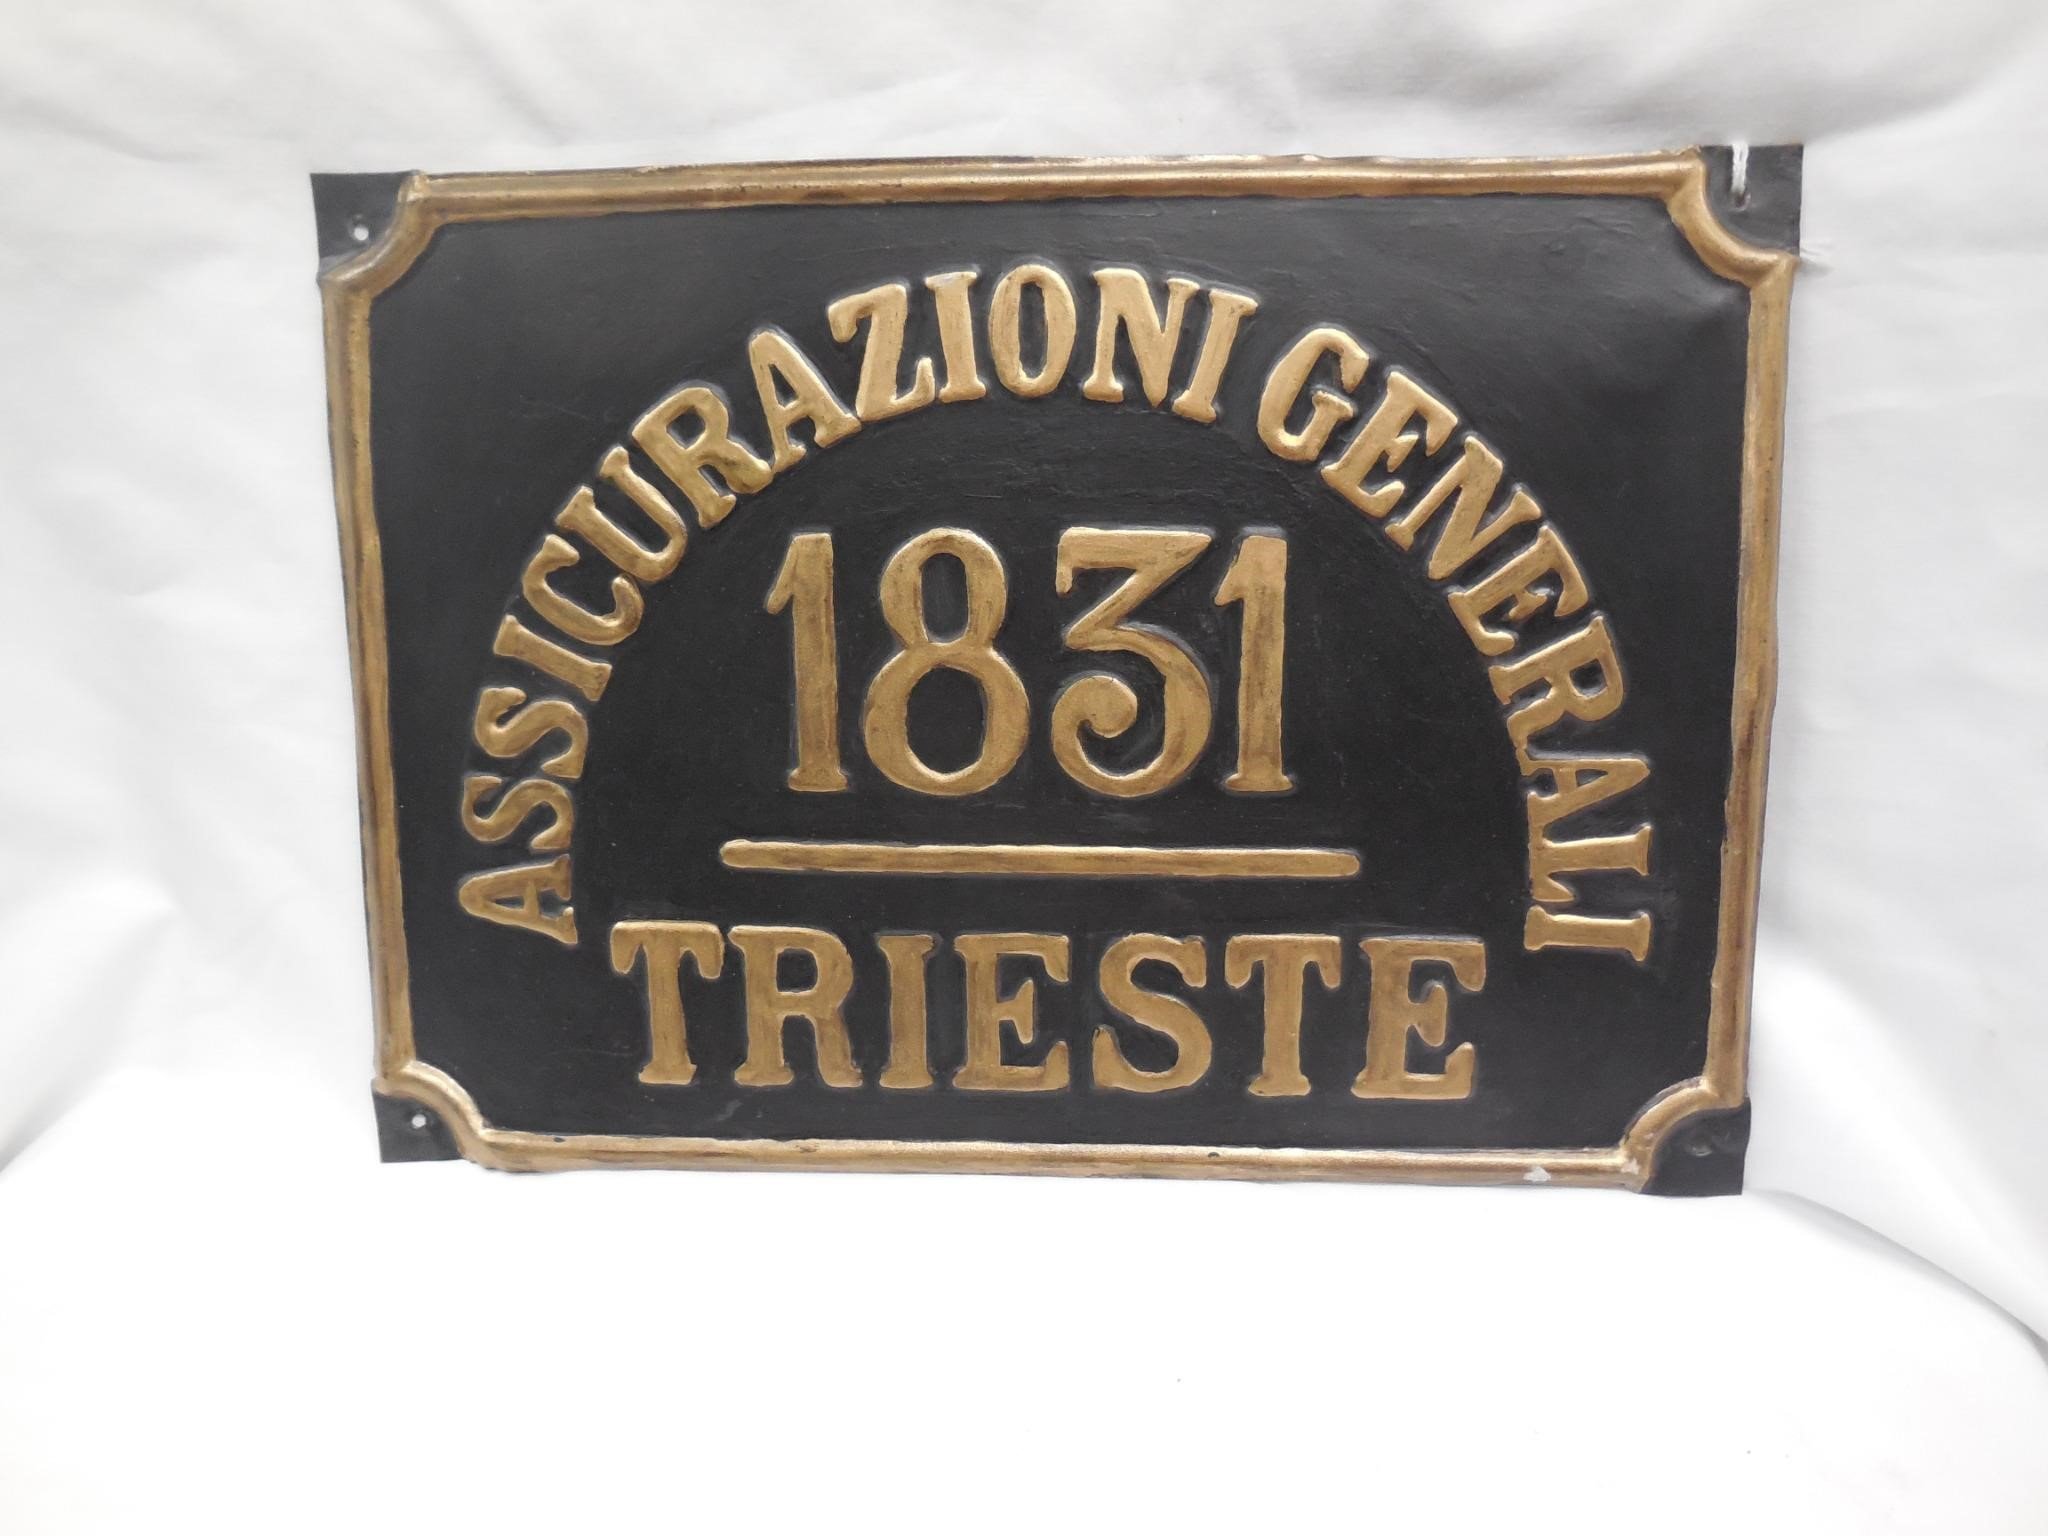 ASSICURAZIONI GENERALI
1831
TRIESTE